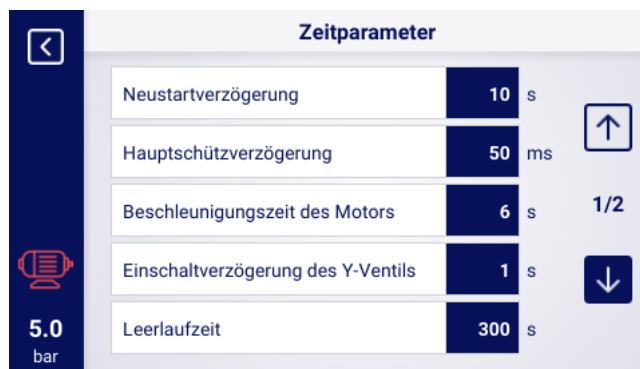 Zeitparameter
Neustartverzögerung 10 s
Hauptschützverzögerung 50 ms
Beschleunigungszeit des Motors 6 s
1/2
Einschaltverzögerung des Y-Ventils 1 s
Leerlaufzeit 300 s
5.0
bar